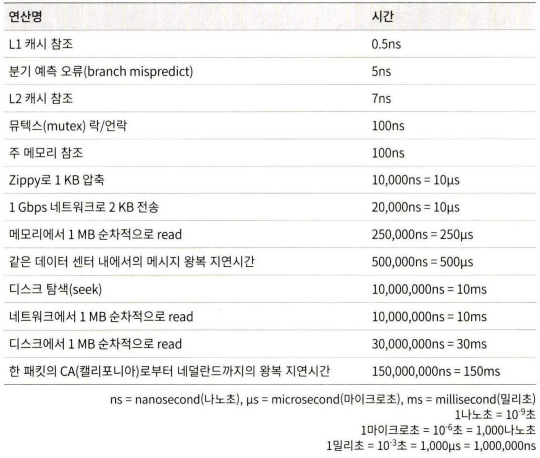 연산명 시간
L1 캐시 참조 0.5ns
분기 예측 오류(branch mispredict) 5ns
L2 캐시 참조 7ns
뮤텍스(mutex) 락/언락 100ns
주 메모리 참조 100ns
Zippy로 1 KB 압축 10,000ns = 10μs
1 Gbps 네트워크로 2 KB 전송 20,000ns = 10μs
메모리에서 1 MB 순차적으로 read 250,000ns = 250μs
같은 데이터 센터 내에서의 메시지 왕복 지연시간 500,000ns = 500μs
디스크 탐색(seek) 10,000,000ns = 10ms
네트워크에서 1 MB 순차적으로 read 10,000,000ns = 10ms
디스크에서 1 MB 순차적으로 read 30,000,000ns = 30ms
한 패킷의 CA(캘리포니아)로부터 네덜란드까지의 왕복 지연시간 150,000,000ns = 150ms
ns = nanosecond(나노초), μs = microsecond(마이크로초), ms = millisecond(밀리초)
1나노초 = 10⁻⁹초
1마이크로초 = 10⁻⁶초 = 1,000나노초
1밀리초 = 10⁻³초 = 1,000μs = 1,000,000ns